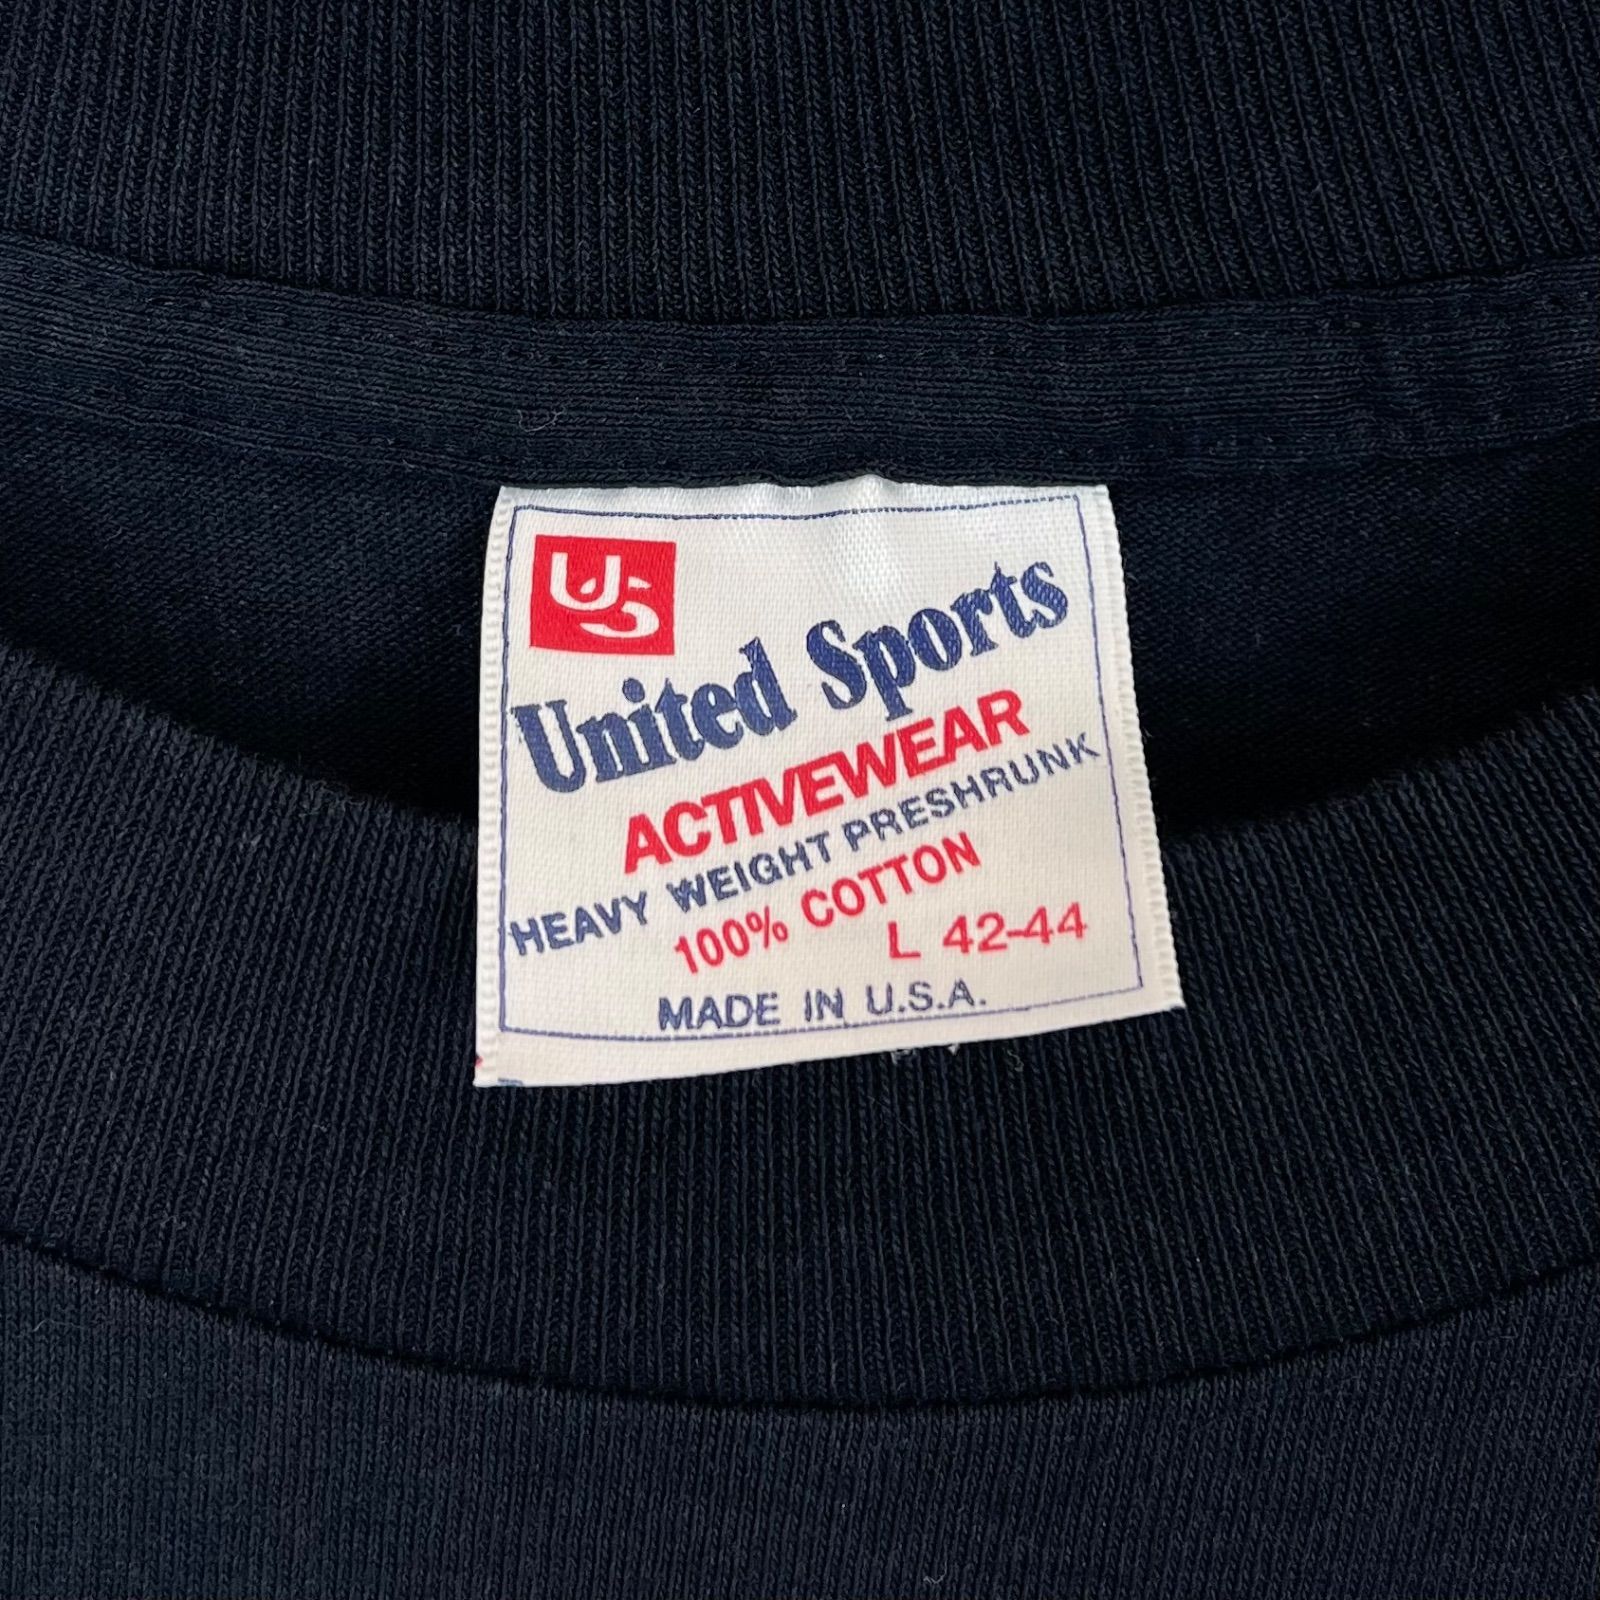 US
United Sports
ACTIVEWEAR
HEAVY WEIGHT PRESHRUNK
100% COTTON
L 42-44
MADE IN U.S.A.